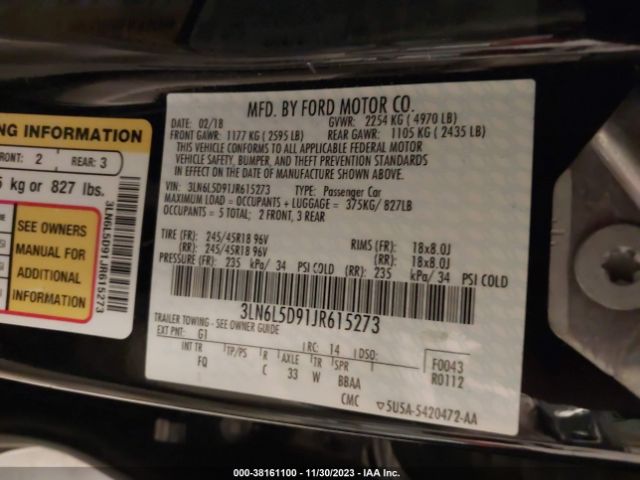 NG INFORMATION
FRONT: 2 REAR: 3
kg or 827 lbs.
SEE OWNERS
MANUAL FOR
ADDITIONAL
INFORMATION
3LN6L5D91JR615273
MFD. BY FORD MOTOR CO.
DATE: 02/18 GVWR: 2254 KG ( 4970 LB)
FRONT GAWR: 1177 KG ( 2595 LB) REAR GAWR: 1105 KG ( 2435 LB)
THIS VEHICLE CONFORMS TO ALL APPLICABLE FEDERAL MOTOR
VEHICLE SAFETY, BUMPER, AND THEFT PREVENTION STANDARDS
IN EFFECT ON THE DATE OF MANUFACTURE SHOWN ABOVE.
VIN: 3LN6L5D91JR615273 TYPE: Passenger Car
MAXIMUM LOAD = OCCUPANTS + LUGGAGE = 375KG/ 827LB
OCCUPANTS = 5 TOTAL; 2 FRONT, 3 REAR
TIRE (FR): 245/45R18 96V RIMS (FR): 18x8.0J
(RR): 245/45R18 96V (RR): 18x8.0J
PRESSURE (FR): 235 kPa/ 34 PSI COLD (RR): 235 kPa/ 34 PSI COLD
3LN6L5D91JR615273
TRAILER TOWING - SEE OWNER GUIDE
EXT PNT: G1 RC: 14 DSO: F0043
INT TR TP/PS R AXLE TR SPR R0112
FQ C 33 W BBAA
CMC ▽5USA-5420472-AA
000-38161100 - 11/30/2023 - IAA Inc.